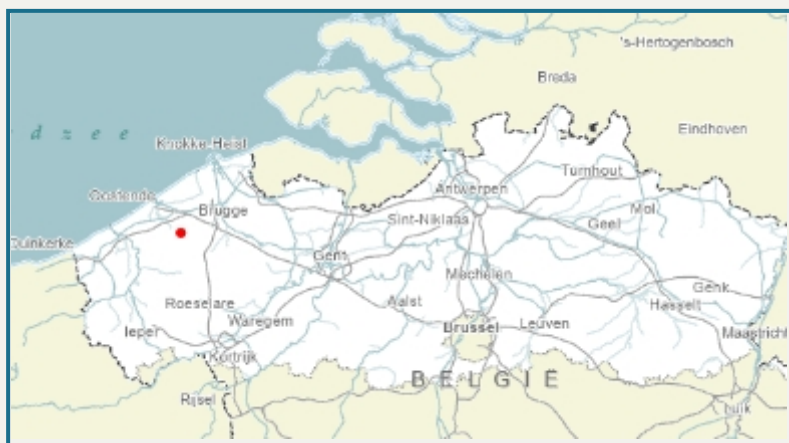 's-Hertogenbosch
Breda
Eindhoven
d z e e
Knokke-Heist
Turnhout
Oostende
Antwerpen
Brugge
Mol
Sint-Niklaas
Geel
Duinkerke
Gent
Mechelen
Genk
Roeselare
Aalst
Hasselt
Waregem
Brussel
Leuven
Ieper
Maastricht
Kortrijk
BELGIË
Rijsel
Luik